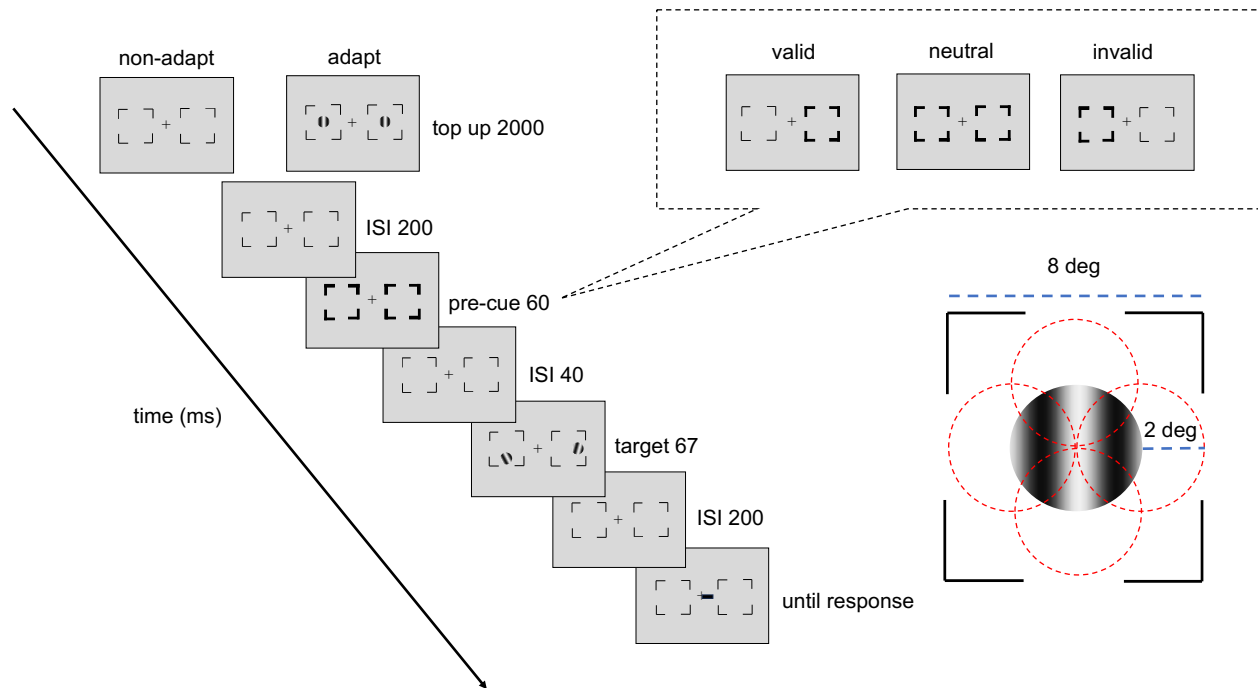 non-adapt
adapt
top up 2000
ISI 200
pre-cue 60
ISI 40
target 67
ISI 200
until response
time (ms)
valid
neutral
invalid
8 deg
2 deg